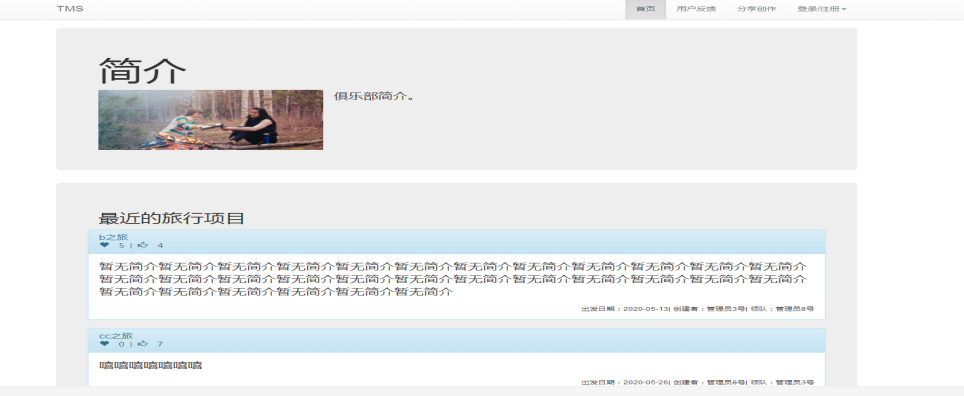 TMS 首页 用户反馈 分享创作 登录/注册
简介
俱乐部简介。
最近的旅行项目
b之旅
5 | 4
暂无简介暂无简介暂无简介暂无简介暂无简介暂无简介暂无简介暂无简介暂无简介暂无简介暂无简介暂无简介
暂无简介暂无简介暂无简介暂无简介暂无简介暂无简介暂无简介暂无简介暂无简介暂无简介暂无简介暂无简介
暂无简介暂无简介暂无简介暂无简介暂无简介暂无简介
出发日期：2020-05-13| 创建者：管理员3号| 领队：管理员8号
cc之旅
0 | 7
嘻嘻嘻嘻嘻嘻嘻
出发日期：2020-05-26| 创建者：管理员8号| 领队：管理员3号